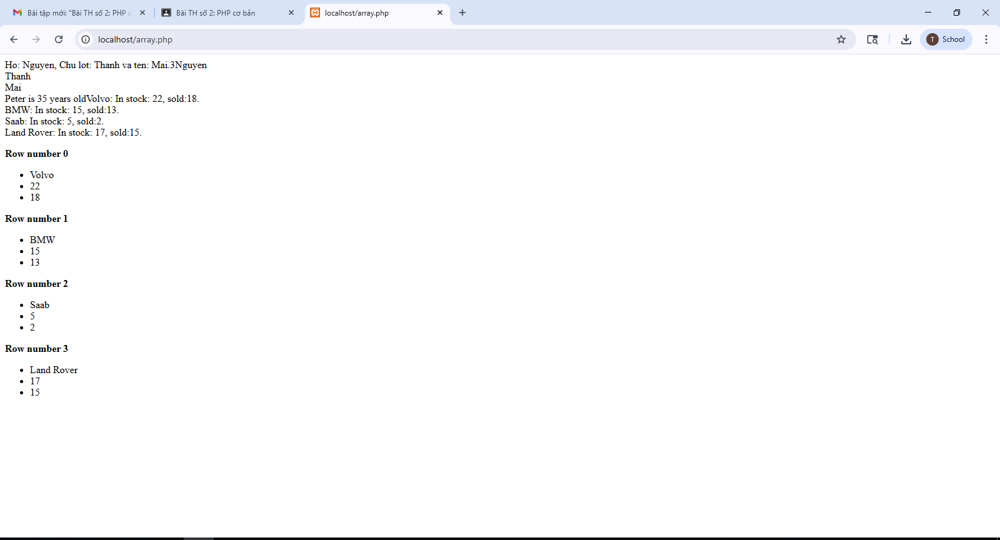 Bài tập mới: "Bài TH số 2: PHP c
Bài TH số 2: PHP cơ bản
localhost/array.php
localhost/array.php
T School
Ho: Nguyen, Chu lot: Thanh va ten: Mai.3Nguyen
Thanh
Mai
Peter is 35 years oldVolvo: In stock: 22, sold:18.
BMW: In stock: 15, sold:13.
Saab: In stock: 5, sold:2.
Land Rover: In stock: 17, sold:15.
Row number 0
• Volvo
• 22
• 18
Row number 1
• BMW
• 15
• 13
Row number 2
• Saab
• 5
• 2
Row number 3
• Land Rover
• 17
• 15